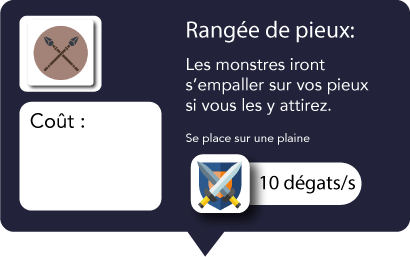 Rangée de pieux:
Les monstres iront
s’empaller sur vos pieux
si vous les y attirez.
Se place sur une plaine
Coût :
10 dégats/s